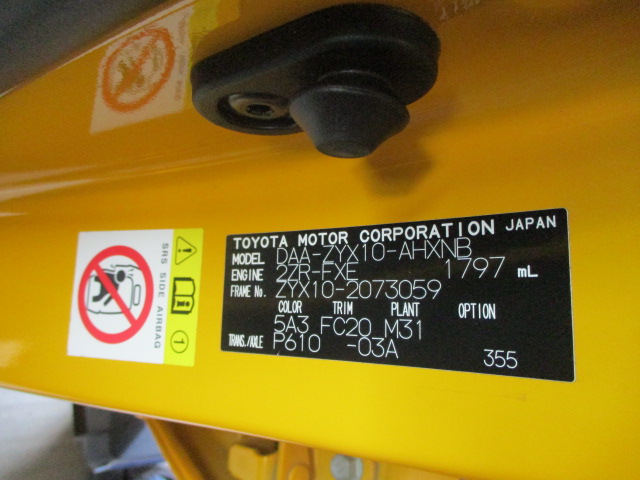 TOYOTA MOTOR CORPORATION JAPAN
MODEL DAA-ZYX10-AHXNB
ENGINE 2ZR-FXE 1797 mL
FRAME No. ZYX10-2073059
COLOR TRIM PLANT OPTION
5A3 FC20 M31
TRANS./AXLE P610 -03A 355
SRS SIDE AIRBAG
1